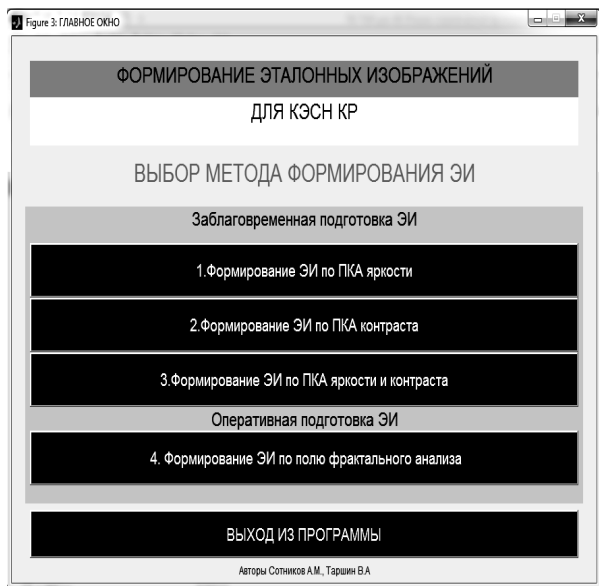 Figure 3: ГЛАВНОЕ ОКНО
ФОРМИРОВАНИЕ ЭТАЛОННЫХ ИЗОБРАЖЕНИЙ
ДЛЯ КЭСН КР
ВЫБОР МЕТОДА ФОРМИРОВАНИЯ ЭИ
Заблаговременная подготовка ЭИ
1.Формирование ЭИ по ПКА яркости
2.Формирование ЭИ по ПКА контраста
3.Формирование ЭИ по ПКА яркости и контраста
Оперативная подготовка ЭИ
4. Формирование ЭИ по полю фрактального анализа
ВЫХОД ИЗ ПРОГРАММЫ
Авторы Сотников А.М., Таршин В.А